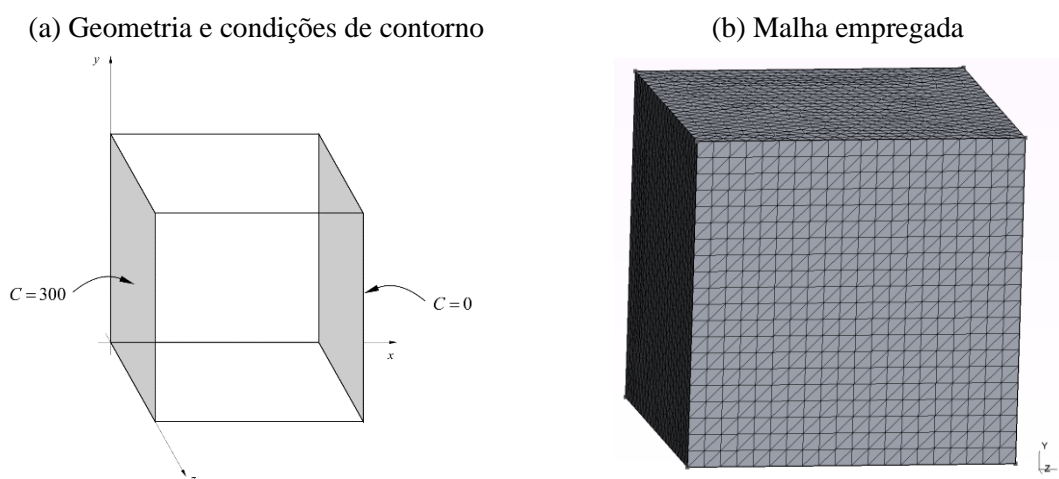 (a) Geometria e condições de contorno
(b) Malha empregada
y
C = 300
C = 0
x
z
Y
Z